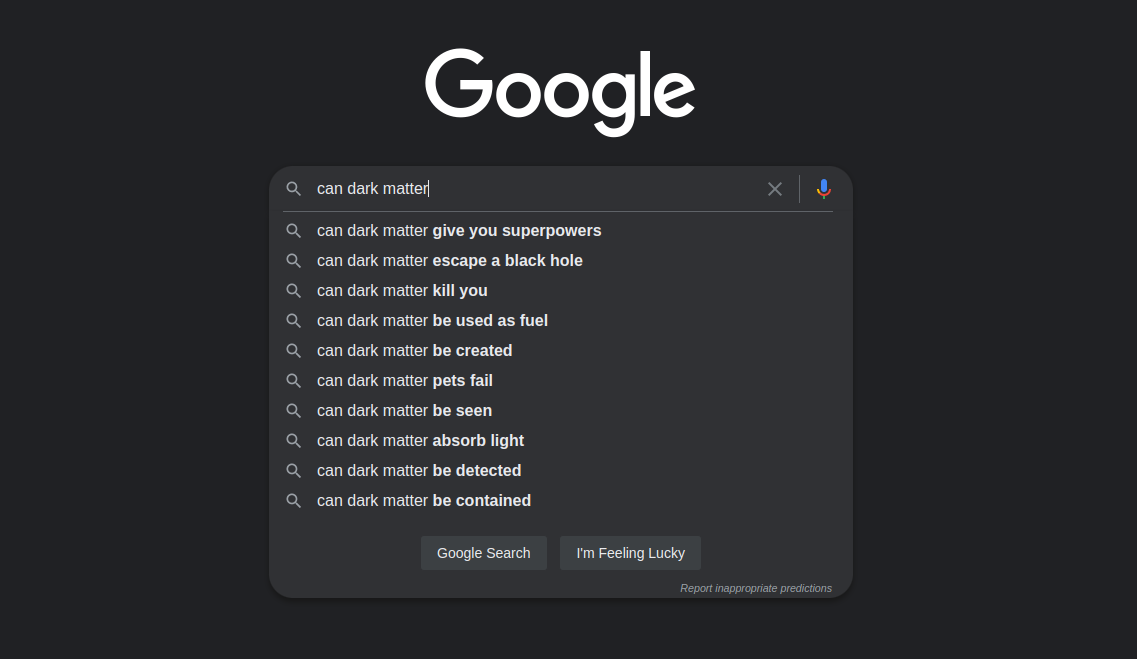 Google
can dark matter
can dark matter give you superpowers
can dark matter escape a black hole
can dark matter kill you
can dark matter be used as fuel
can dark matter be created
can dark matter pets fail
can dark matter be seen
can dark matter absorb light
can dark matter be detected
can dark matter be contained
Google Search
I'm Feeling Lucky
Report inappropriate predictions